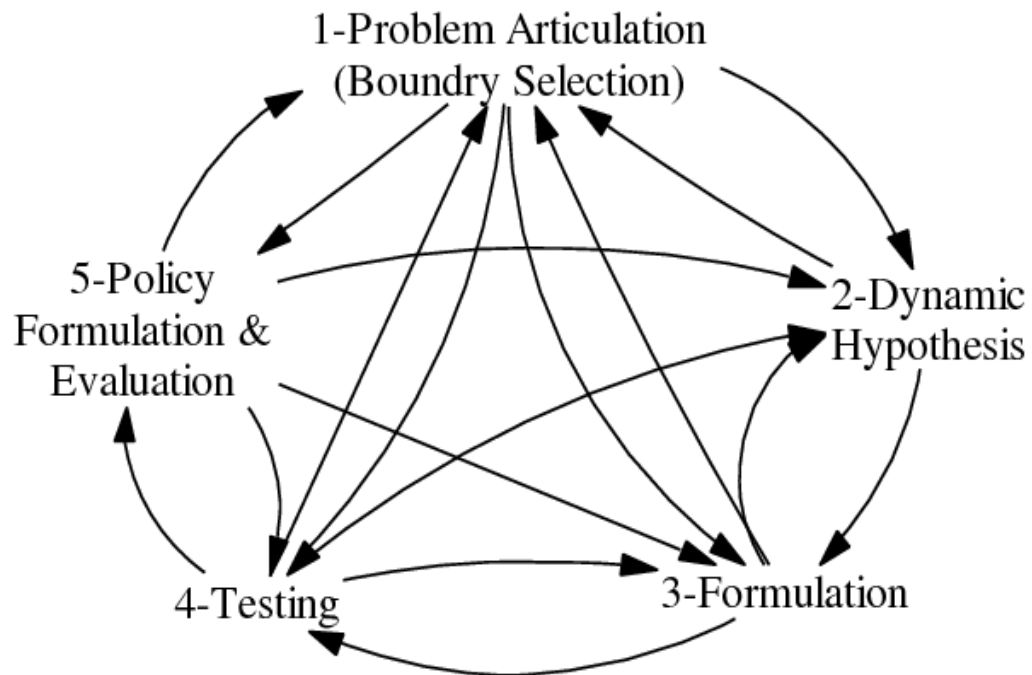 1-Problem Articulation
(Boundry Selection)
5-Policy
Formulation &
Evaluation
2-Dynamic
Hypothesis
4-Testing
3-Formulation